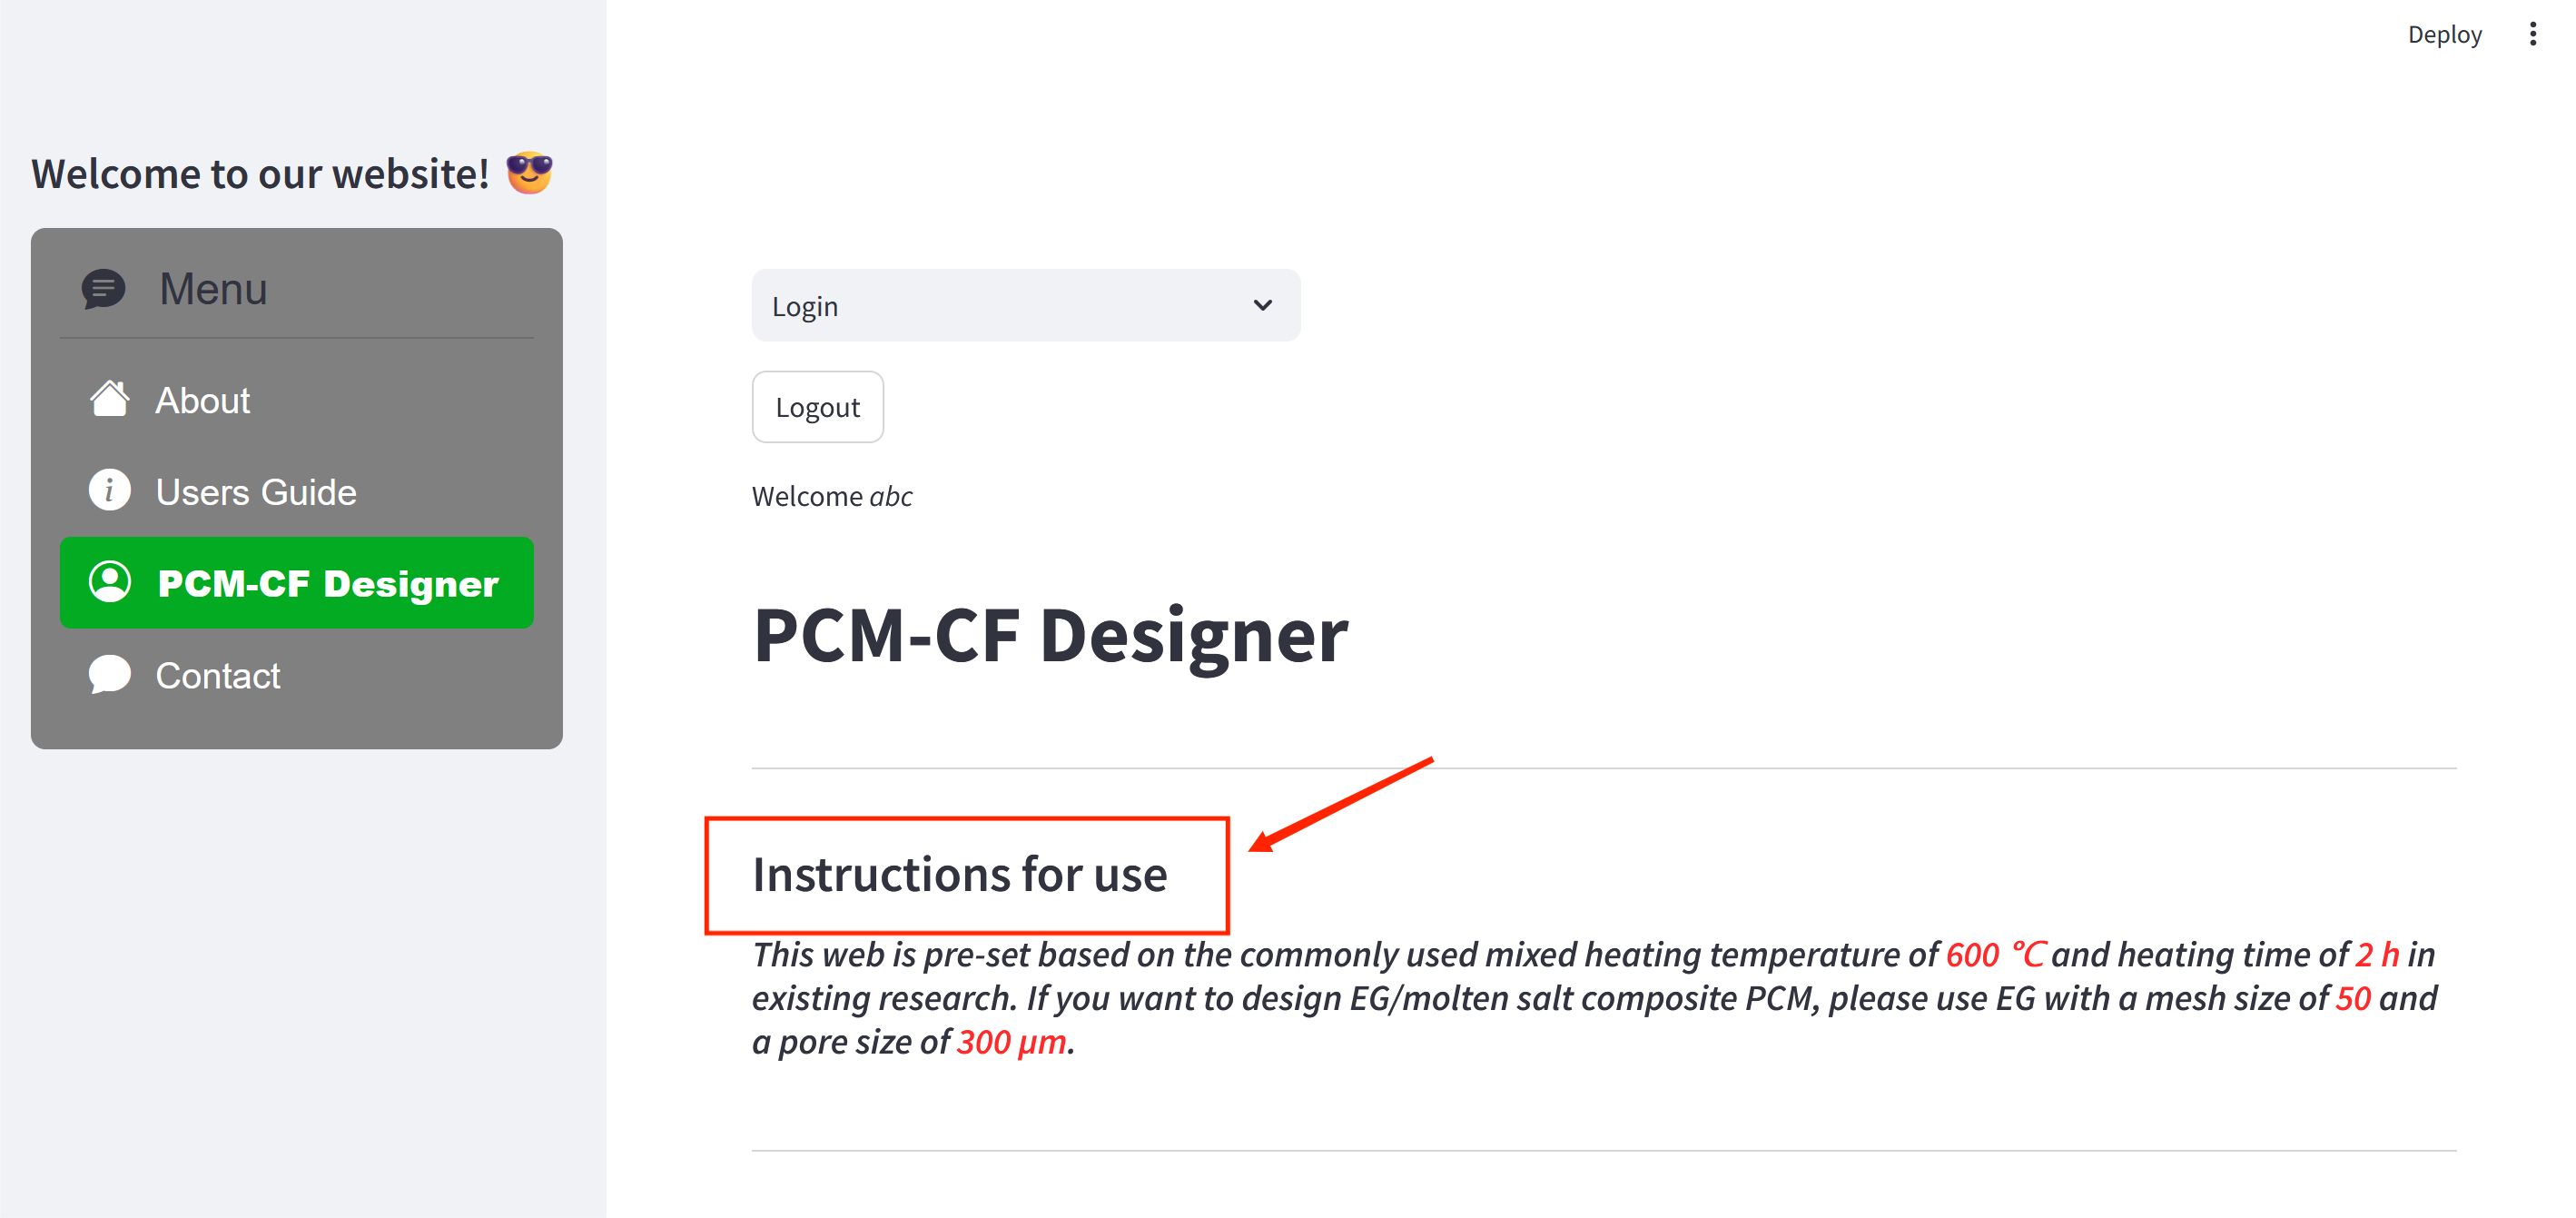 Deploy
Welcome to our website! 😎
Menu
About
Users Guide
PCM-CF Designer
Contact
Login
Logout
Welcome abc
PCM-CF Designer
Instructions for use
This web is pre-set based on the commonly used mixed heating temperature of 600 ℃ and heating time of 2 h in
existing research. If you want to design EG/molten salt composite PCM, please use EG with a mesh size of 50 and
a pore size of 300 μm.